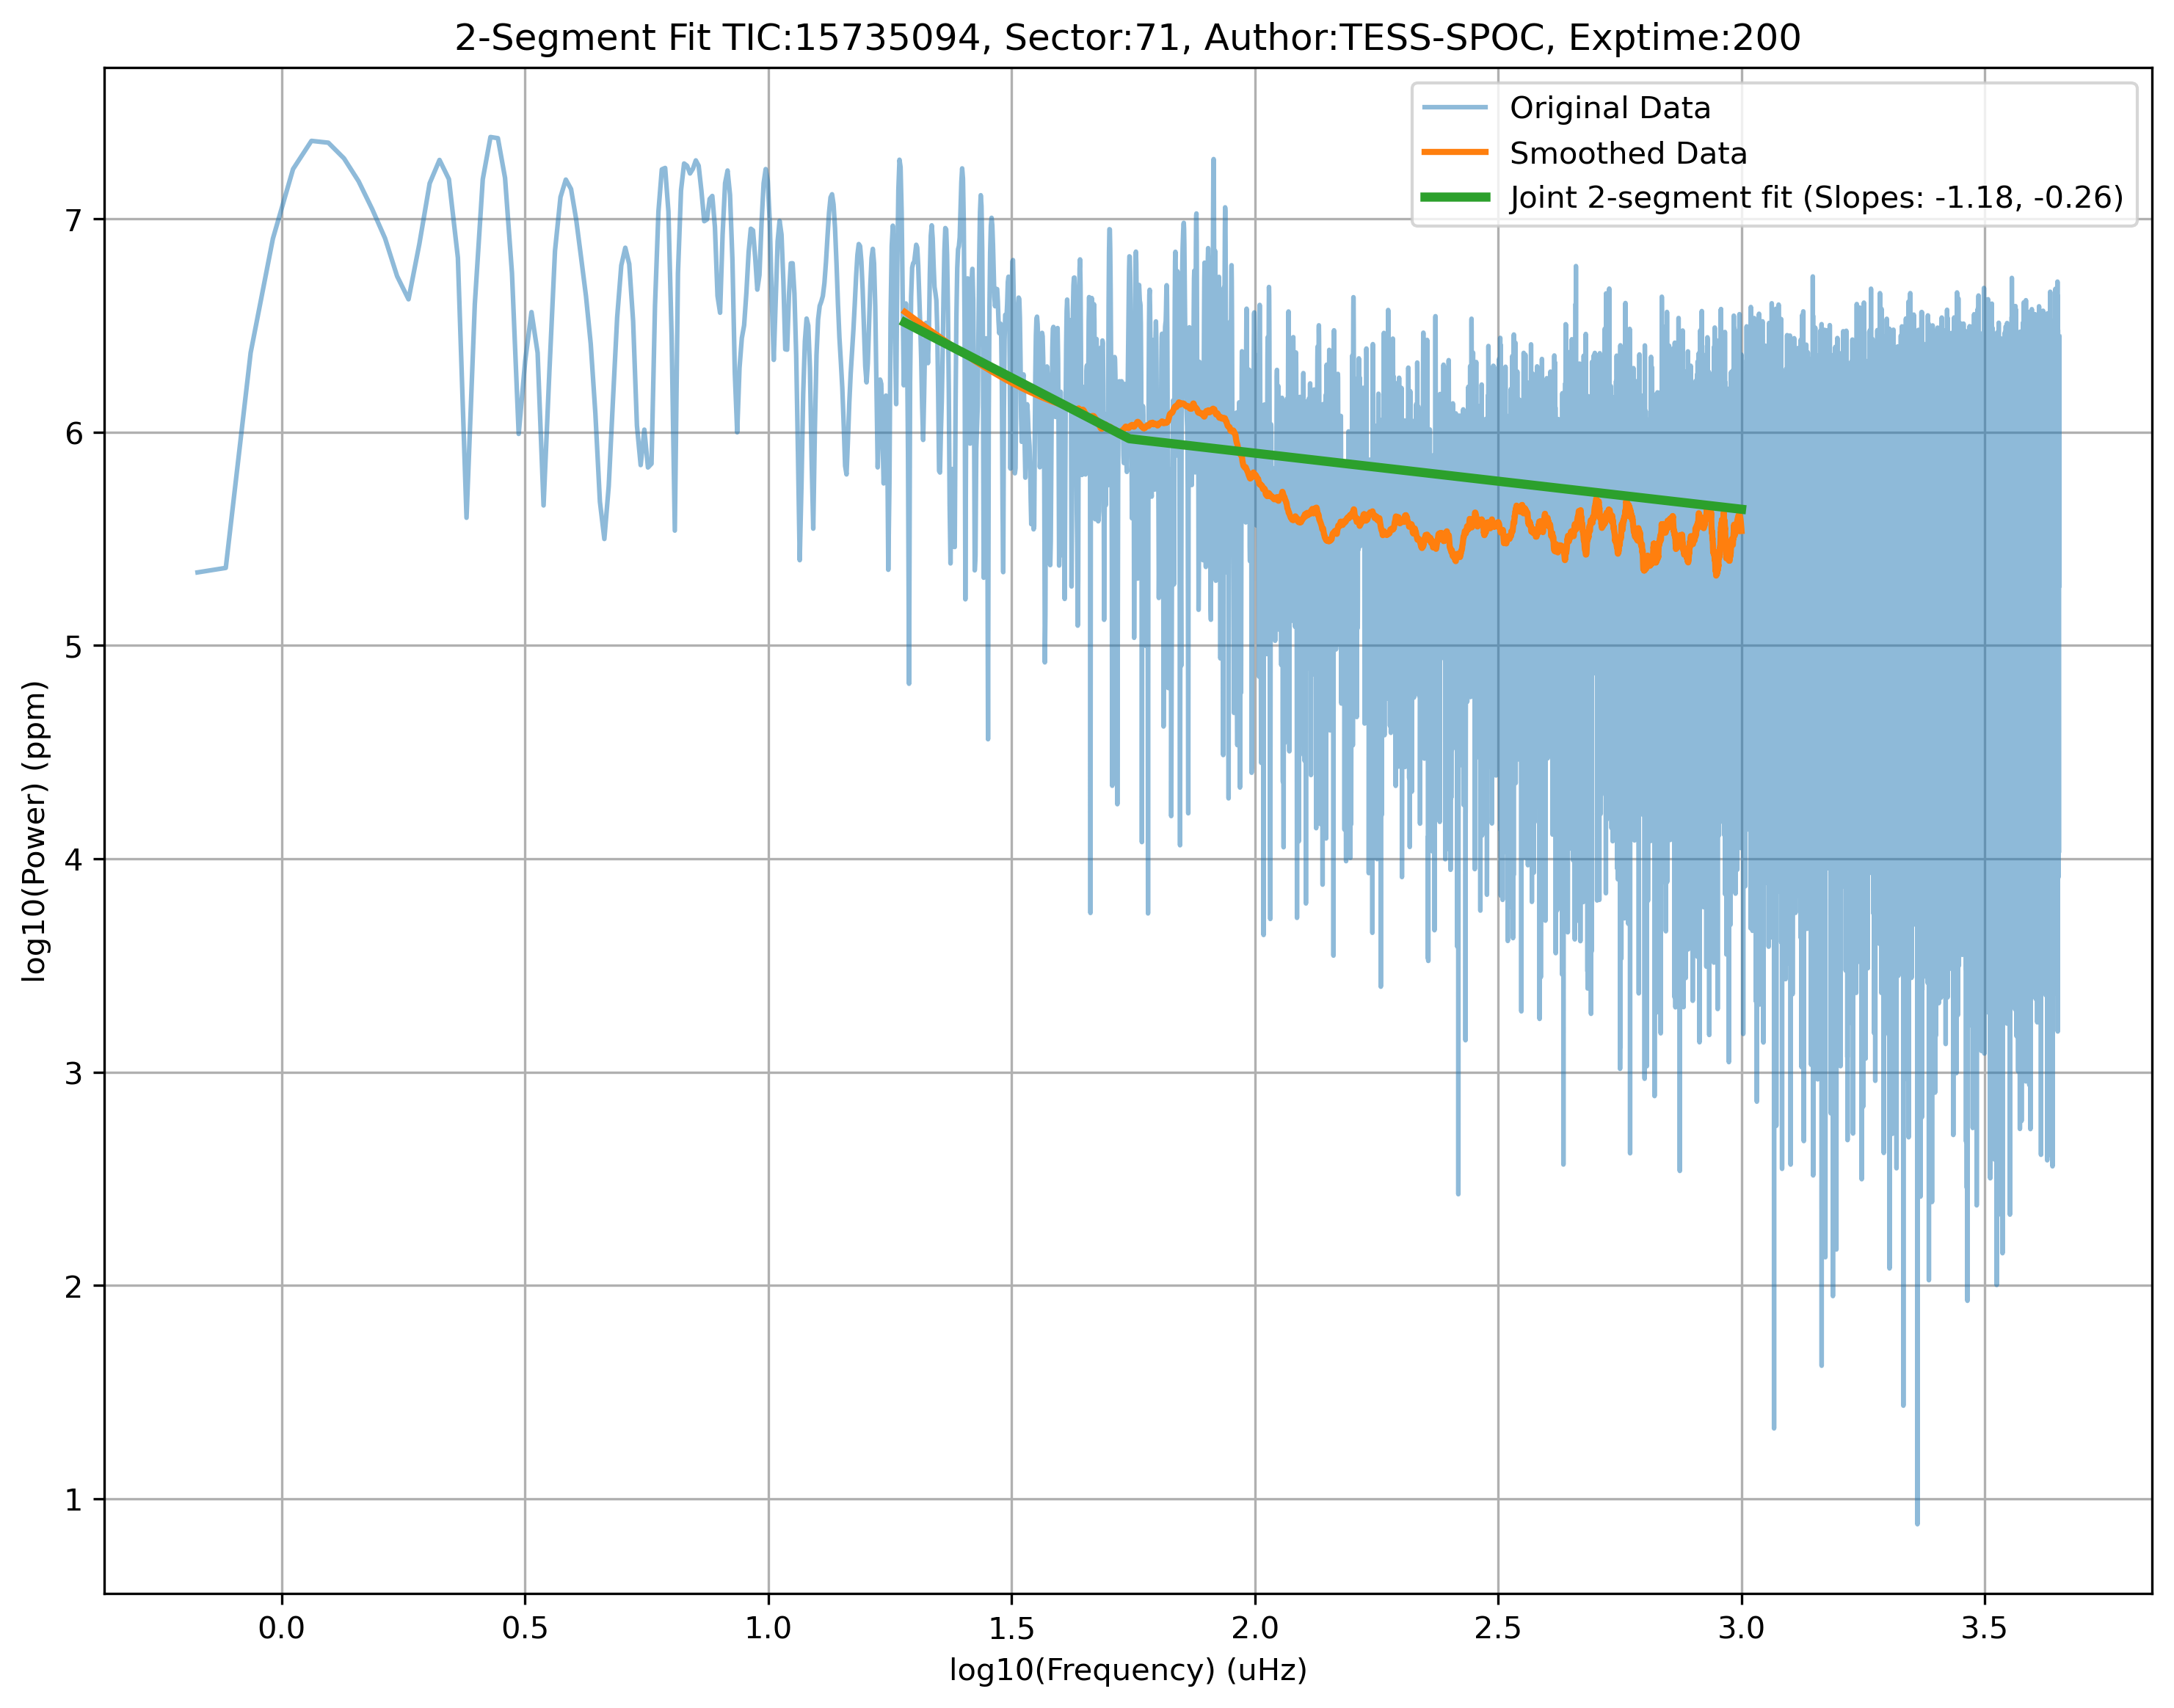 2-Segment Fit TIC:15735094, Sector:71, Author:TESS-SPOC, Exptime:200
Original Data
Smoothed Data
Joint 2-segment fit (Slopes: -1.18, -0.26)
log10(Power) (ppm)
7
6
5
4
3
2
1
0.0 0.5 1.0 1.5 2.0 2.5 3.0 3.5
log10(Frequency) (uHz)